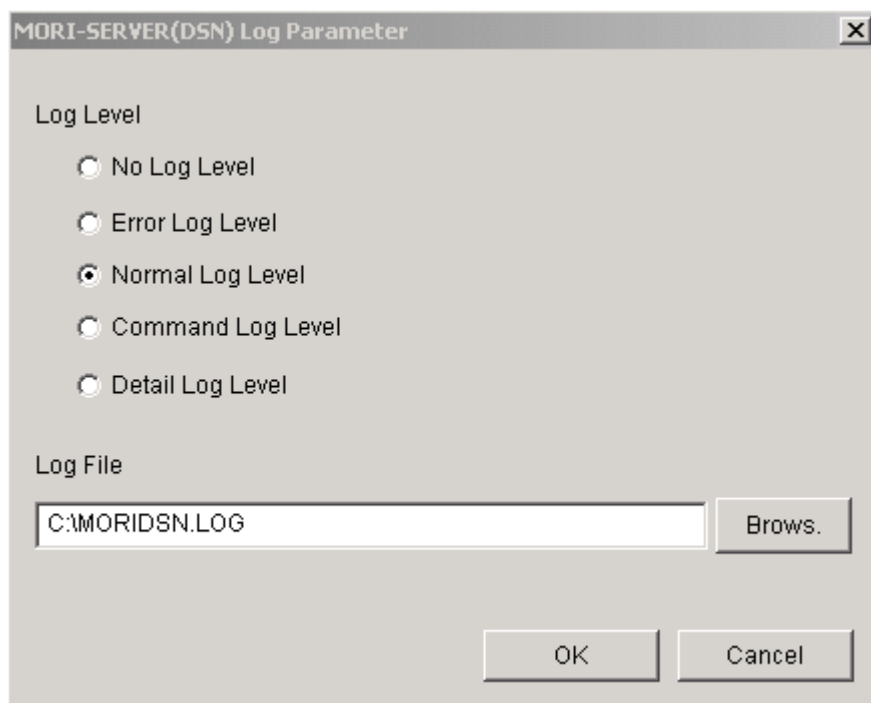 MORI-SERVER(DSN) Log Parameter
Log Level
No Log Level
Error Log Level
Normal Log Level
Command Log Level
Detail Log Level
Log File
C:\MORIDSN.LOG
Brows.
OK
Cancel